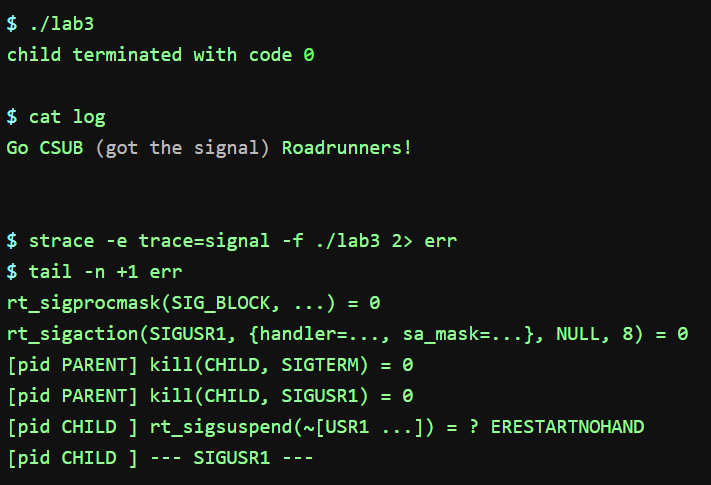 $ ./lab3
child terminated with code 0
$ cat log
Go CSUB (got the signal) Roadrunners!
$ strace -e trace=signal -f ./lab3 2> err
$ tail -n +1 err
rt_sigprocmask(SIG_BLOCK, ...) = 0
rt_sigaction(SIGUSR1, {handler=..., sa_mask=...}, NULL, 8) = 0
[pid PARENT] kill(CHILD, SIGTERM) = 0
[pid PARENT] kill(CHILD, SIGUSR1) = 0
[pid CHILD ] rt_sigsuspend(~[USR1 ...]) = ? ERESTARTNOHAND
[pid CHILD ] --- SIGUSR1 ---